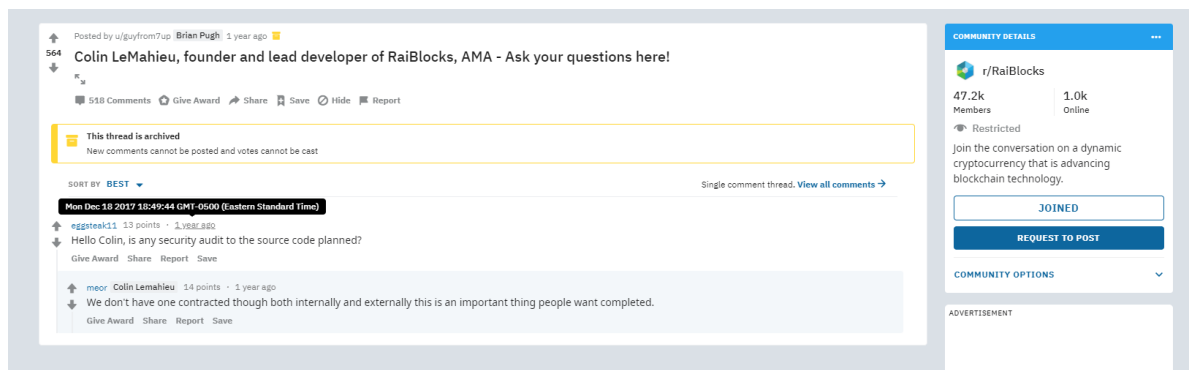 Posted by u/guyfrom7up Brian Pugh 1 year ago
564
Colin LeMahieu, founder and lead developer of RaiBlocks, AMA - Ask your questions here!
518 Comments Give Award Share Save Hide Report
This thread is archived
New comments cannot be posted and votes cannot be cast
SORT BY BEST
Single comment thread. View all comments →
Mon Dec 18 2017 18:49:44 GMT-0500 (Eastern Standard Time)
eggsteak11 13 points · 1 year ago
Hello Colin, is any security audit to the source code planned?
Give Award Share Report Save
meor Colin Lemahieu 14 points · 1 year ago
We don't have one contracted though both internally and externally this is an important thing people want completed.
Give Award Share Report Save
COMMUNITY DETAILS
r/RaiBlocks
47.2k 1.0k
Members Online
Restricted
Join the conversation on a dynamic
cryptocurrency that is advancing
blockchain technology.
JOINED
REQUEST TO POST
COMMUNITY OPTIONS
ADVERTISEMENT